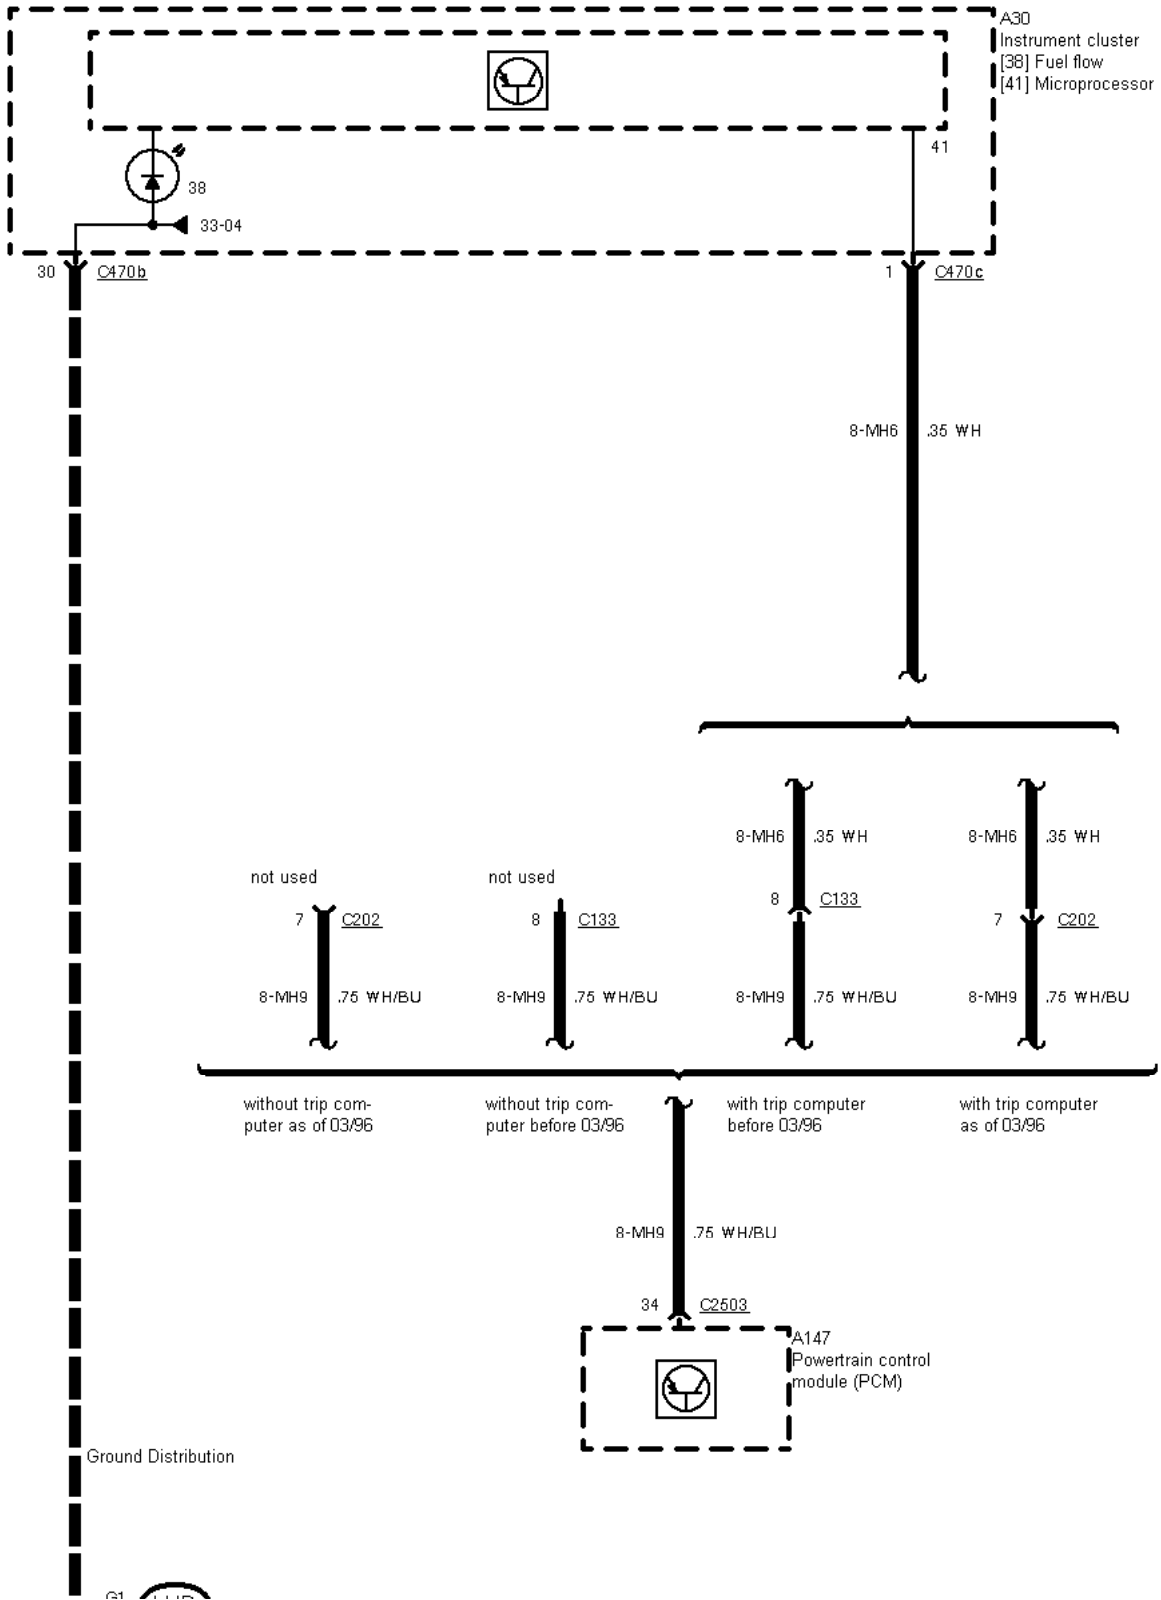 A30
Instrument cluster
[38] Fuel flow
[41] Microprocessor
41
38
33-04
30 C470b
1 C470c
8-MH6 .35 WH
8-MH6 .35 WH
8-MH6 .35 WH
not used
not used
8 C133
7 C202
8 C133
7 C202
8-MH9 .75 WH/BU
8-MH9 .75 WH/BU
8-MH9 .75 WH/BU
8-MH9 .75 WH/BU
without trip com-
puter as of 03/96
without trip com-
puter before 03/96
with trip computer
before 03/96
with trip computer
as of 03/96
8-MH9 .75 WH/BU
34 C2503
A147
Powertrain control
module (PCM)
Ground Distribution
G1